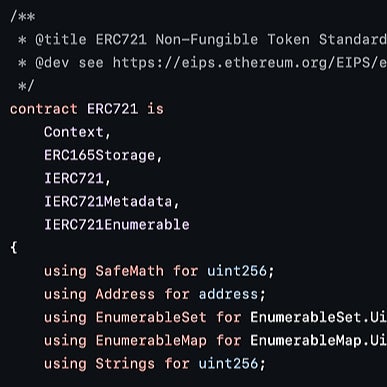 /**
 * @title ERC721 Non-Fungible Token Standard
 * @dev see https://eips.ethereum.org/EIPS/e
 */
contract ERC721 is
    Context,
    ERC165Storage,
    IERC721,
    IERC721Metadata,
    IERC721Enumerable
{
    using SafeMath for uint256;
    using Address for address;
    using EnumerableSet for EnumerableSet.Ui
    using EnumerableMap for EnumerableMap.Ui
    using Strings for uint256;